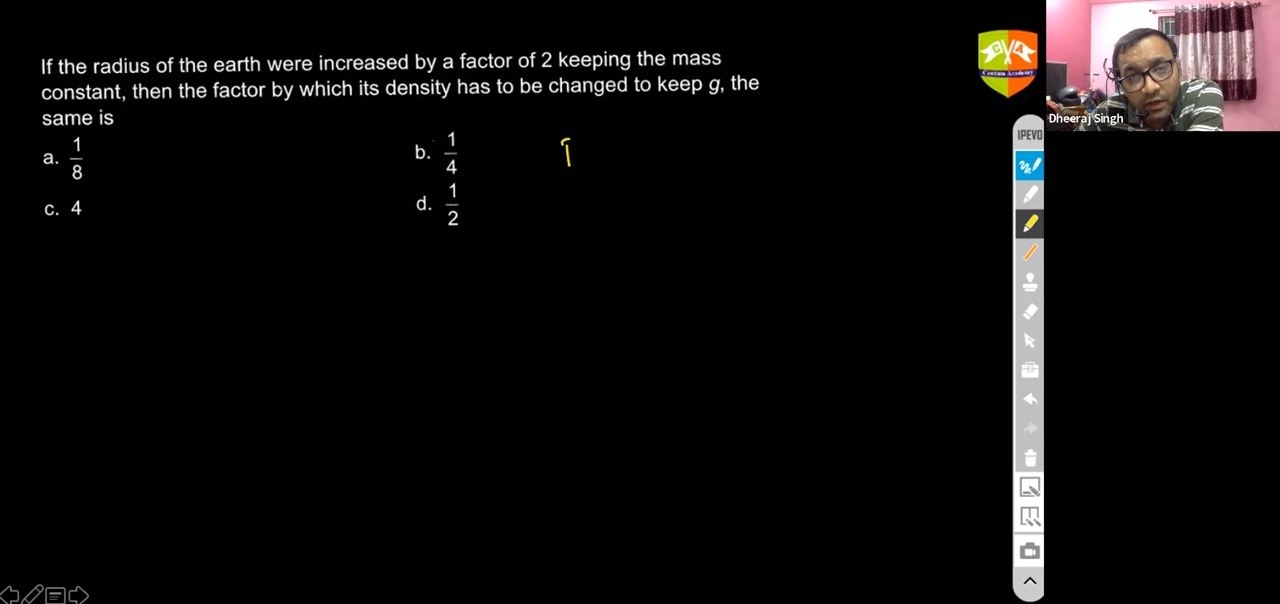 If the radius of the earth were increased by a factor of 2 keeping the mass
constant, then the factor by which its density has to be changed to keep g, the
same is
a. 1/8
b. 1/4
c. 4
d. 1/2
Centum Academy
IPEVO
Dheeraj Singh